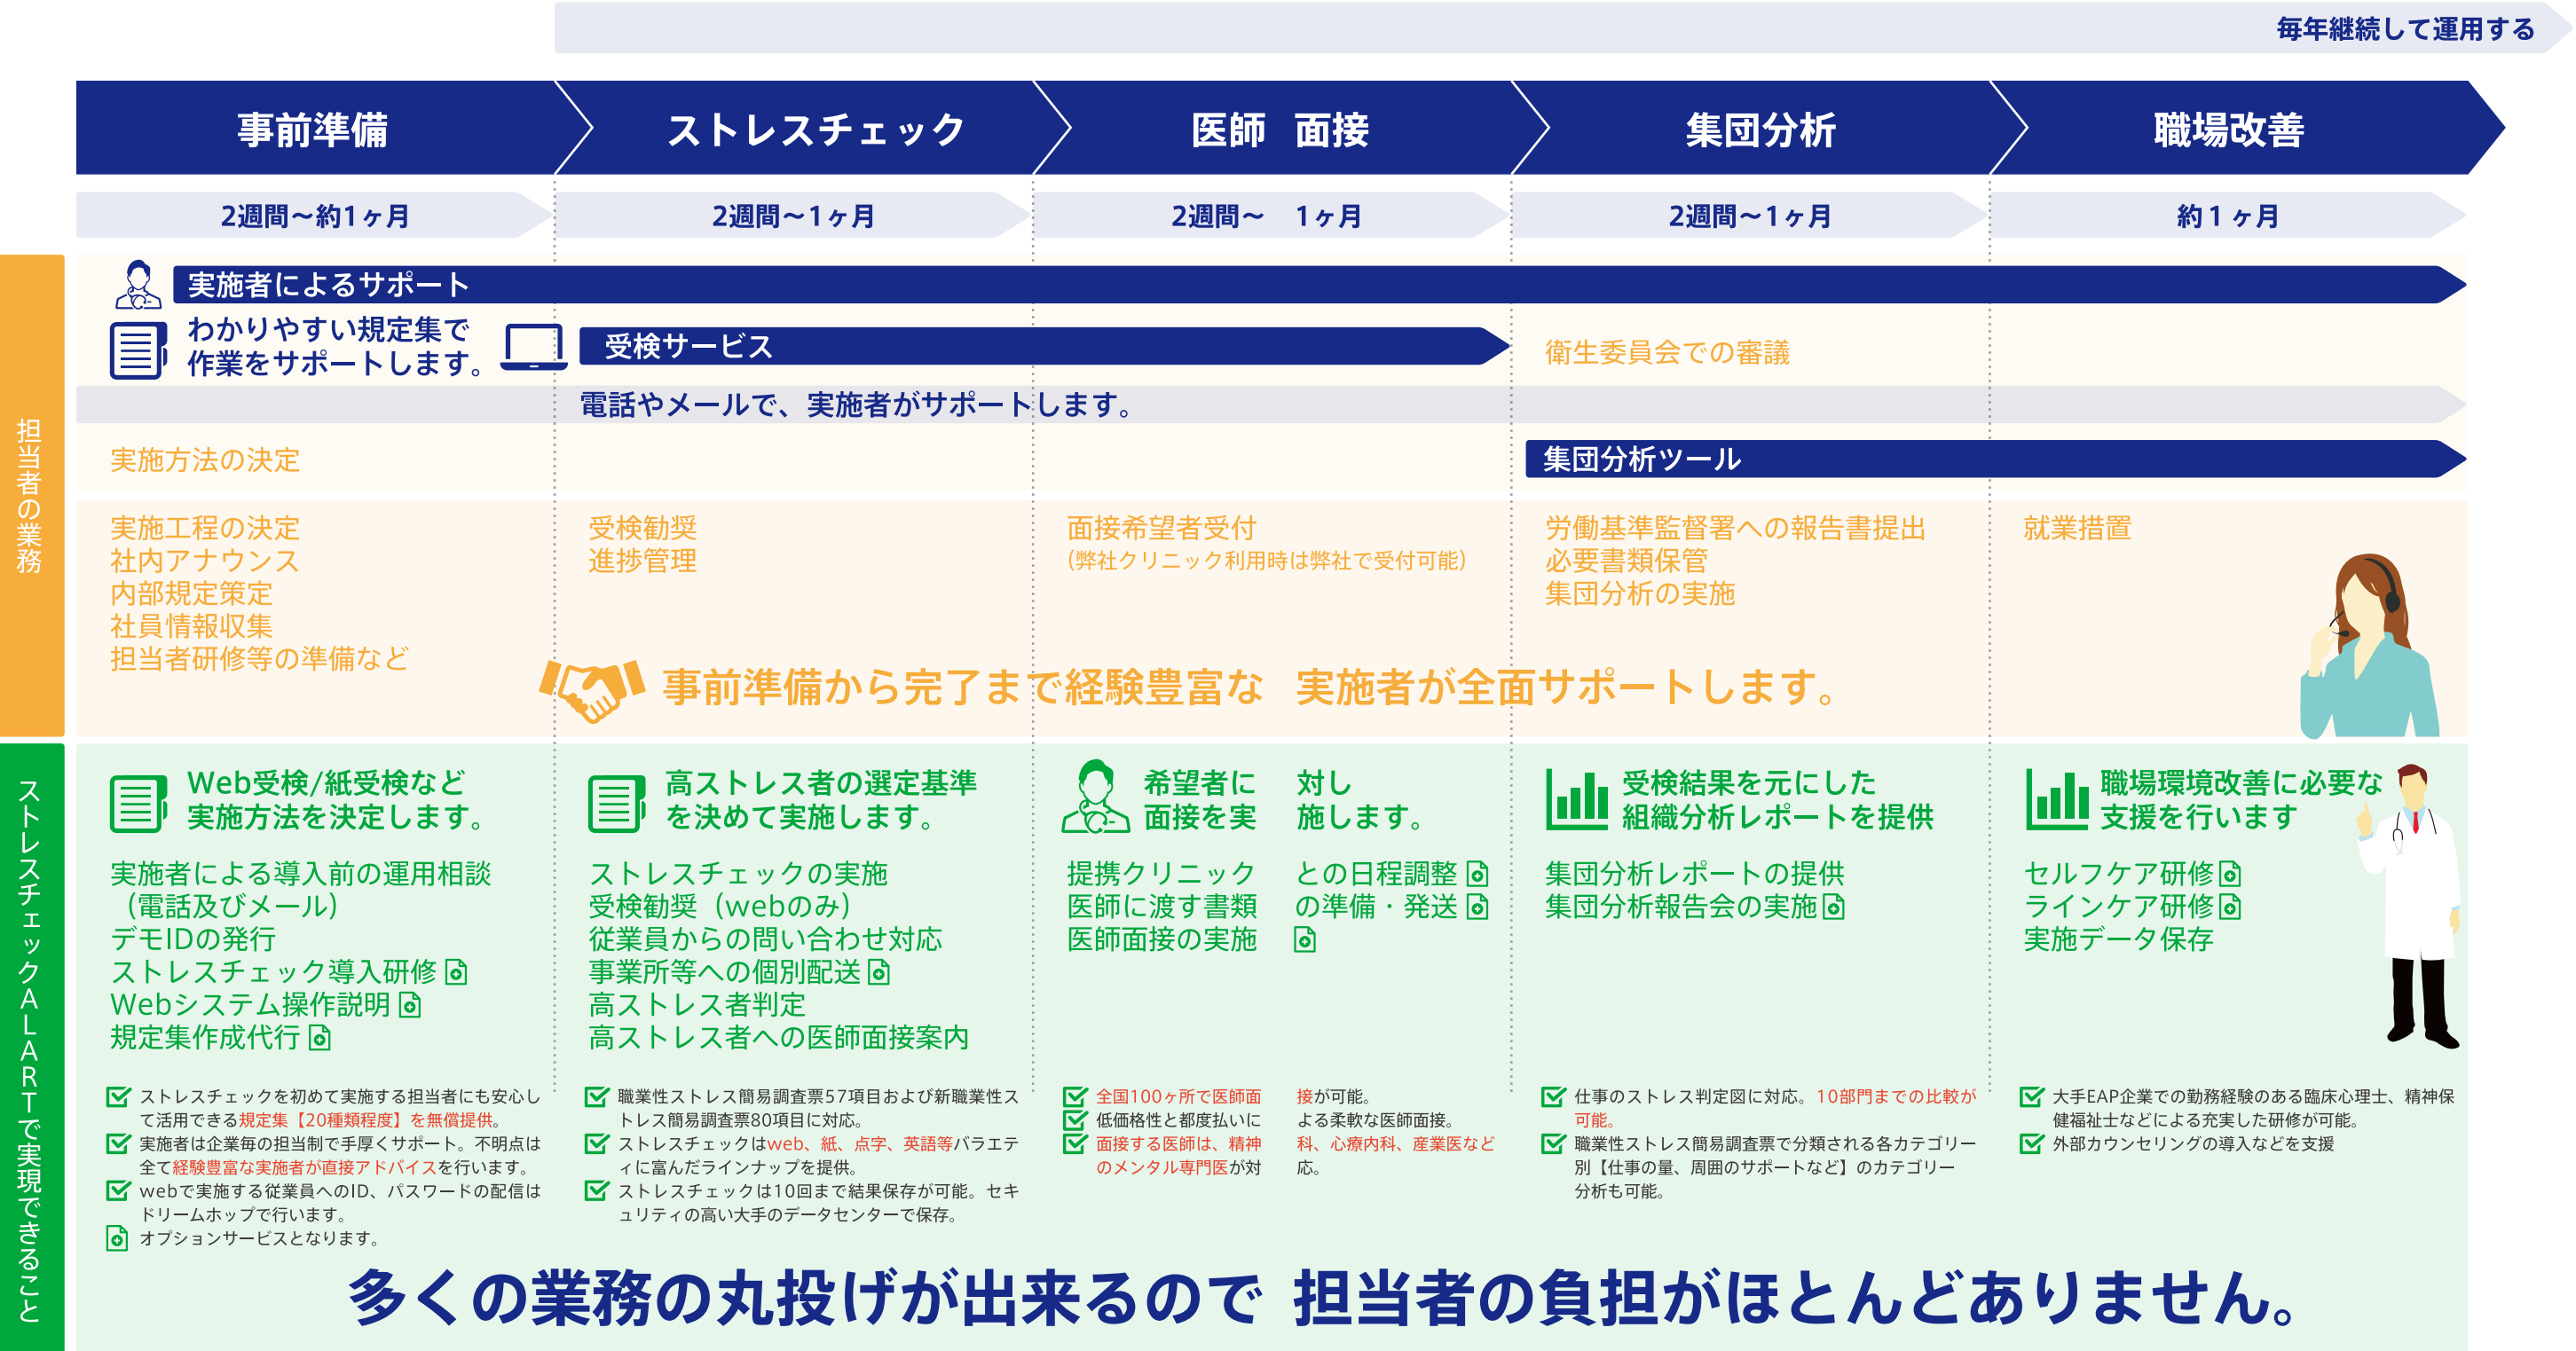 毎年継続して運用する
事前準備
ストレスチェック
医師 面接
集団分析
職場改善
2週間～約1ヶ月
2週間～1ヶ月
2週間～ 1ヶ月
2週間～1ヶ月
約1ヶ月
担当者の業務
実施者によるサポート
わかりやすい規定集で
作業をサポートします。
受検サービス
衛生委員会での審議
電話やメールで、実施者がサポートします。
実施方法の決定
集団分析ツール
実施工程の決定
社内アナウンス
内部規定策定
社員情報収集
担当者研修等の準備など
受検勧奨
進捗管理
面接希望者受付
(弊社クリニック利用時は弊社で受付可能)
労働基準監督署への報告書提出
必要書類保管
集団分析の実施
就業措置
事前準備から完了まで経験豊富な 実施者が全面サポートします。
ストレスチェックALARTで実現できること
Web受検/紙受検など
実施方法を決定します。
実施者による導入前の運用相談
（電話及びメール）
デモIDの発行
ストレスチェック導入研修
Webシステム操作説明
規定集作成代行
ストレスチェックを初めて実施する担当者にも安心し
て活用できる規定集【20種類程度】を無償提供。
実施者は企業毎の担当制で手厚くサポート。不明点は
全て経験豊富な実施者が直接アドバイスを行います。
webで実施する従業員へのID、パスワードの配信は
ドリームホップで行います。
オプションサービスとなります。
高ストレス者の選定基準
を決めて実施します。
ストレスチェックの実施
受検勧奨（webのみ）
従業員からの問い合わせ対応
事業所等への個別配送
高ストレス者判定
高ストレス者への医師面接案内
職業性ストレス簡易調査票57項目および新職業性ス
トレス簡易調査票80項目に対応。
ストレスチェックはweb、紙、点字、英語等バラエテ
ィに富んだラインナップを提供。
ストレスチェックは10回まで結果保存が可能。セキ
ュリティの高い大手のデータセンターで保存。
希望者に 対し
面接を実 施します。
提携クリニック との日程調整
医師に渡す書類 の準備・発送
医師面接の実施
全国100ヶ所で医師面 接が可能。
低価格性と都度払いに よる柔軟な医師面接。
面接する医師は、精神 科、心療内科、産業医など
のメンタル専門医が対 応。
受検結果を元にした
組織分析レポートを提供
集団分析レポートの提供
集団分析報告会の実施
仕事のストレス判定図に対応。10部門までの比較が
可能。
職業性ストレス簡易調査票で分類される各カテゴリー
別【仕事の量、周囲のサポートなど】のカテゴリー
分析も可能。
職場環境改善に必要な
支援を行います
セルフケア研修
ラインケア研修
実施データ保存
大手EAP企業での勤務経験のある臨床心理士、精神保
健福祉士などによる充実した研修が可能。
外部カウンセリングの導入などを支援
多くの業務の丸投げが出来るので 担当者の負担がほとんどありません。